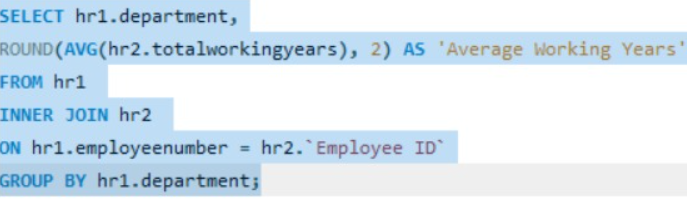 SELECT hr1.department,
ROUND(AVG(hr2.totalworkingyears), 2) AS 'Average Working Years'
FROM hr1
INNER JOIN hr2
ON hr1.employeenumber = hr2.`Employee ID`
GROUP BY hr1.department;